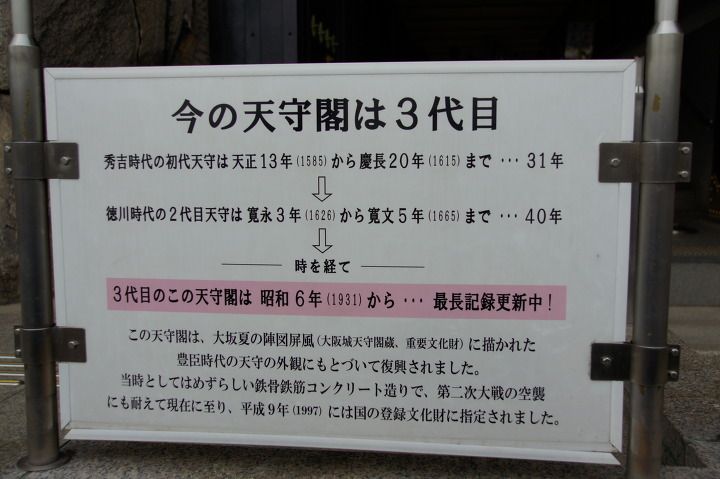 今の天守閣は3代目
秀吉時代の初代天守は 天正13年(1585)から 慶長20年(1615)まで … 31年
徳川時代の2代目天守は 寛永3年(1626)から 寛文5年(1665)まで … 40年
時を経て
3代目のこの天守閣は 昭和6年(1931)から … 最長記録更新中!
この天守閣は、大坂夏の陣図屏風(大阪城天守閣蔵、重要文化財)に描かれた
豊臣時代の天守の外観にもとづいて復興されました。
当時としてはめずらしい鉄骨鉄筋コンクリート造りで、第二次大戦の空襲
にも耐えて現在に至り、平成9年(1997)には国の登録文化財に指定されました。